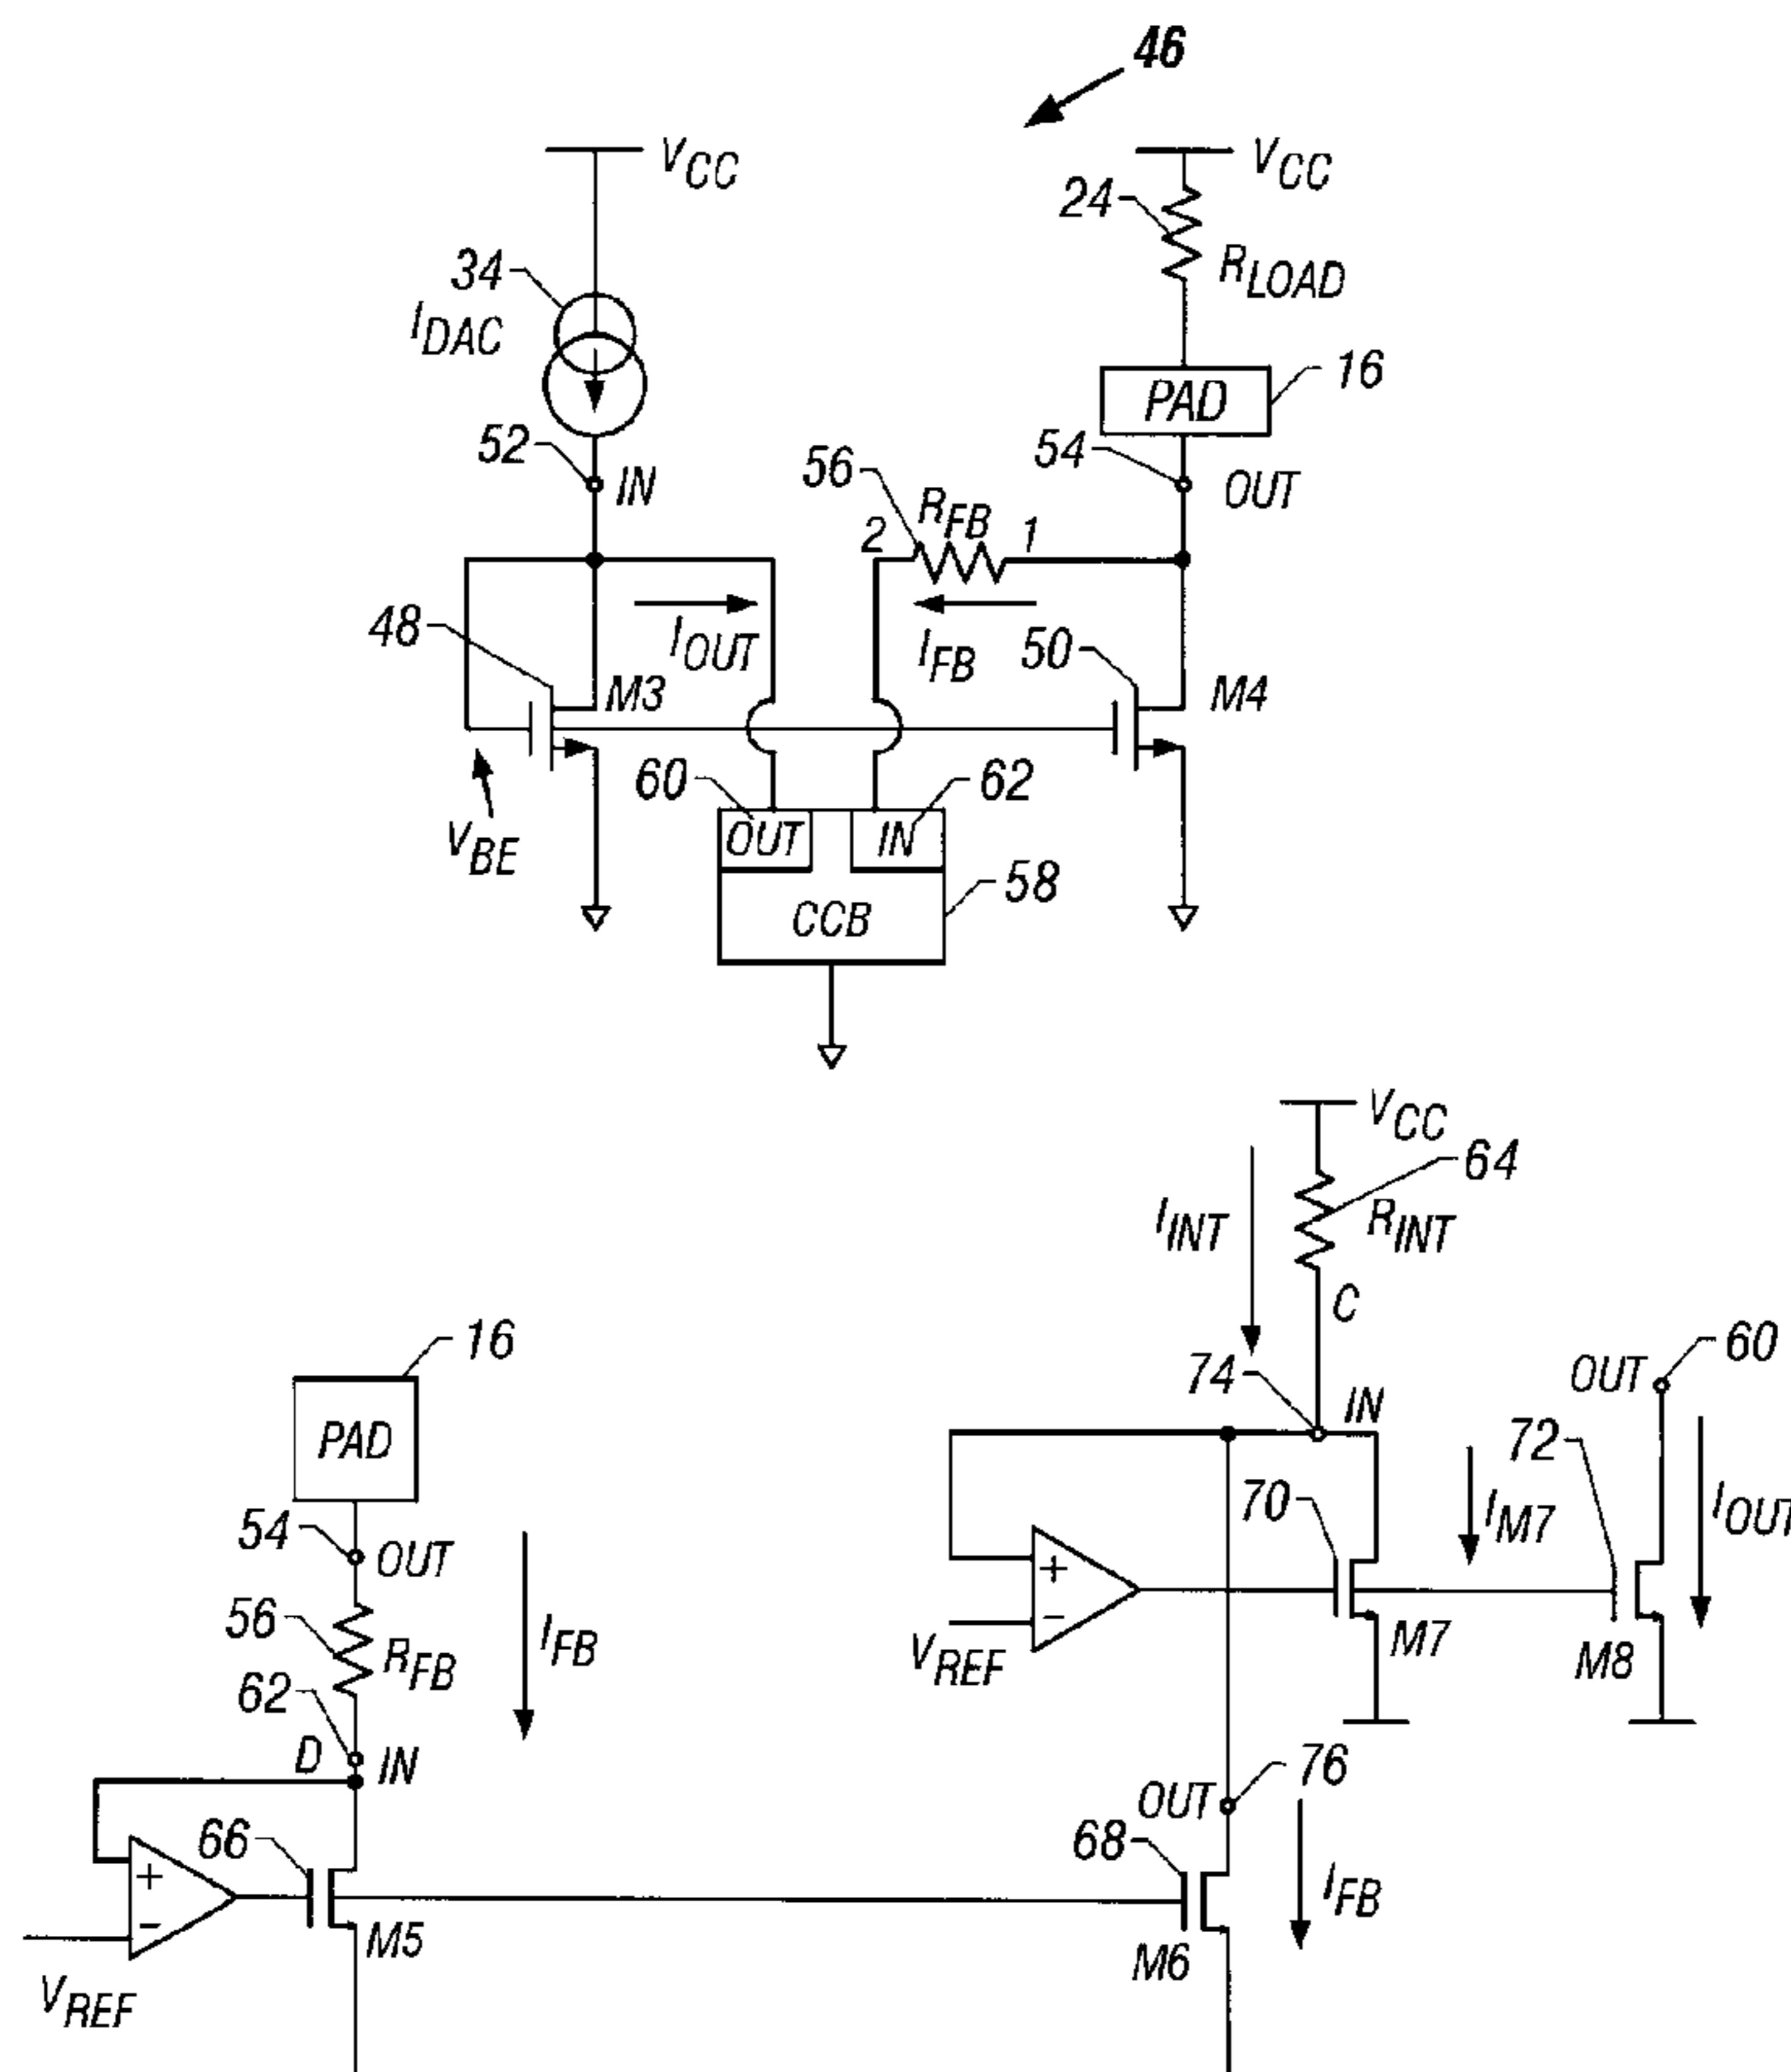 46
VCC
VCC
24
RLOAD
34
IDAC
PAD
16
52
IN
54
OUT
56
RFB
2
1
48
IOUT
IFB
50
M3
M4
VBE
60
62
OUT
IN
58
CCB
VCC
64
IINT
RINT
C
16
PAD
74
IN
OUT
60
72
54
OUT
70
IM7
IOUT
56
RFB
IFB
+
-
VREF
M7
M8
62
D
IN
76
OUT
66
68
+
-
M5
IFB
M6
VREF